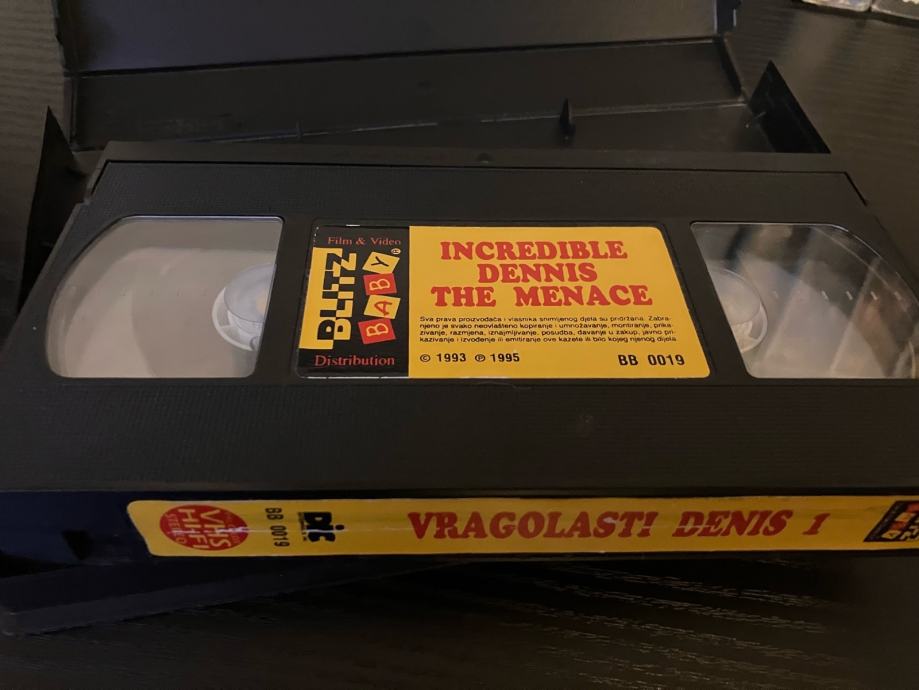 Film & Video
BLITZ
BABY®
Distribution
INCREDIBLE
DENNIS
THE MENACE
Sva prava proizvođača i vlasnika snimljenog djela su pridržana. Zabra-
njeno je svako neovlašteno kopiranje i umnožavanje, montiranje, prika-
zivanje, razmjena, iznajmljivanje, posudba, davanje u zakup, javno pri-
kazivanje i izvođenje ili emitiranje ove kazete ili bilo kojeg njenog dijela
© 1993 ℗ 1995
BB 0019
VHS
HIFI
STEREO
BB 0019
DIC
VRAGOLASTI DENIS 1